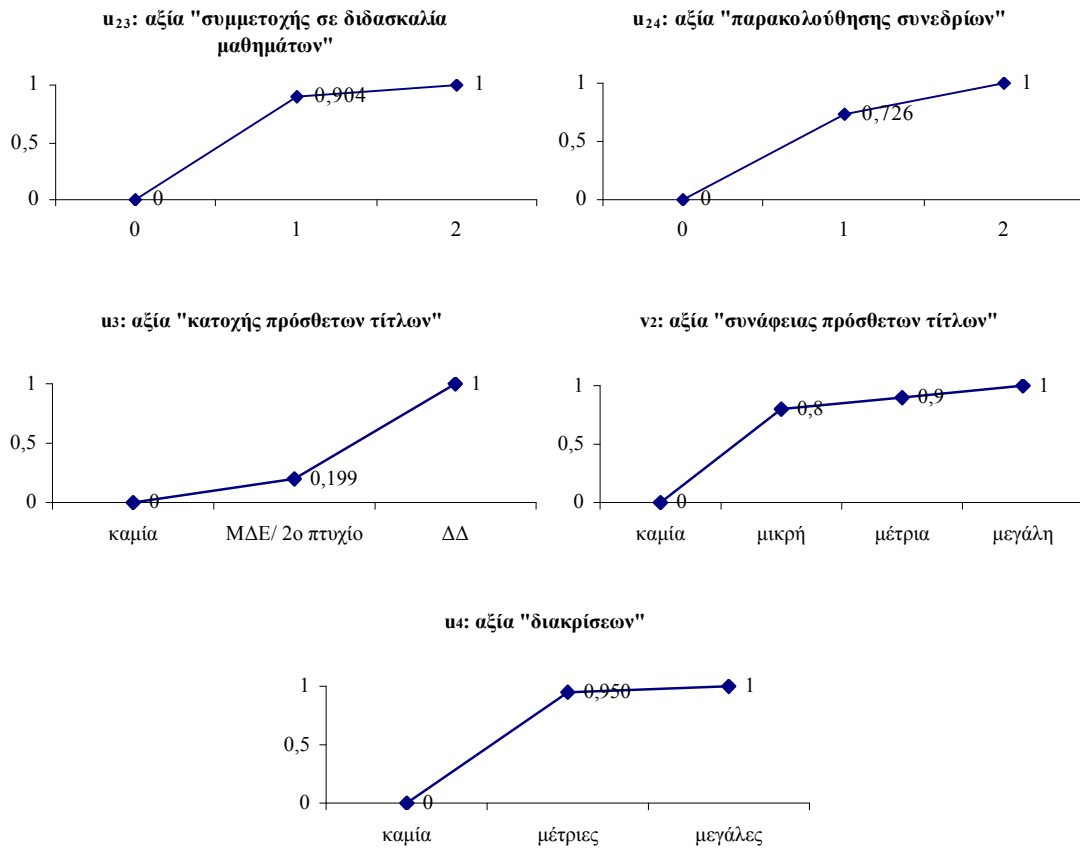 u23: αξία "συμμετοχής σε διδασκαλία
μαθημάτων"
1
0,5
0
0
0,904
1
0
1
2
u24: αξία "παρακολούθησης συνεδρίων"
1
0,5
0
0
0,726
1
0
1
2
u3: αξία "κατοχής πρόσθετων τίτλων"
1
0,5
0
0
0,199
1
καμία
ΜΔΕ/ 2ο πτυχίο
ΔΔ
v2: αξία "συνάφειας πρόσθετων τίτλων"
1
0,5
0
0
0,8
0,9
1
καμία
μικρή
μέτρια
μεγάλη
u4: αξία "διακρίσεων"
1
0,5
0
0
0,950
1
καμία
μέτριες
μεγάλες